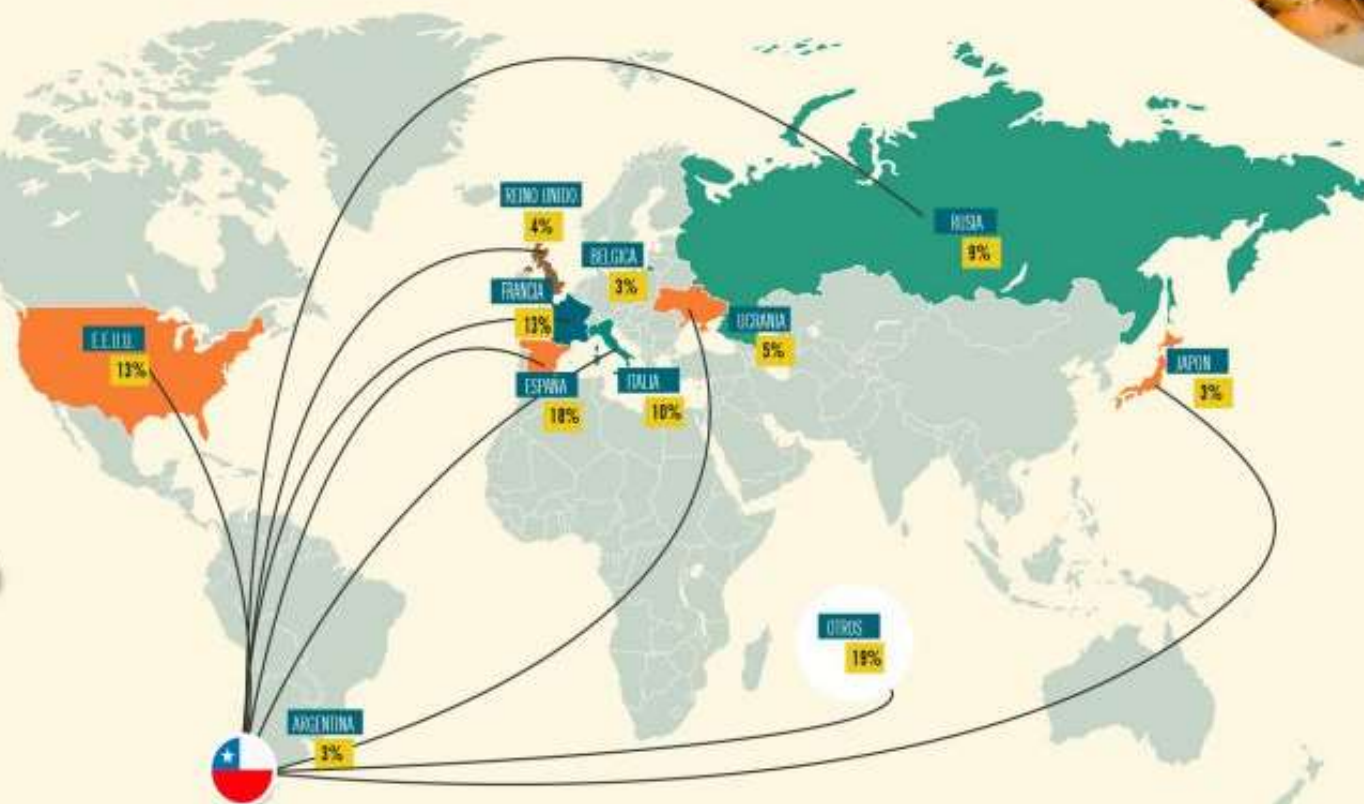 REINO UNIDO
4%
RUSIA
9%
BELGICA
3%
FRANCIA
13%
UCRANIA
5%
E.E.U.U.
13%
JAPON
3%
ESPAÑA
18%
ITALIA
10%
OTROS
19%
ARGENTINA
3%